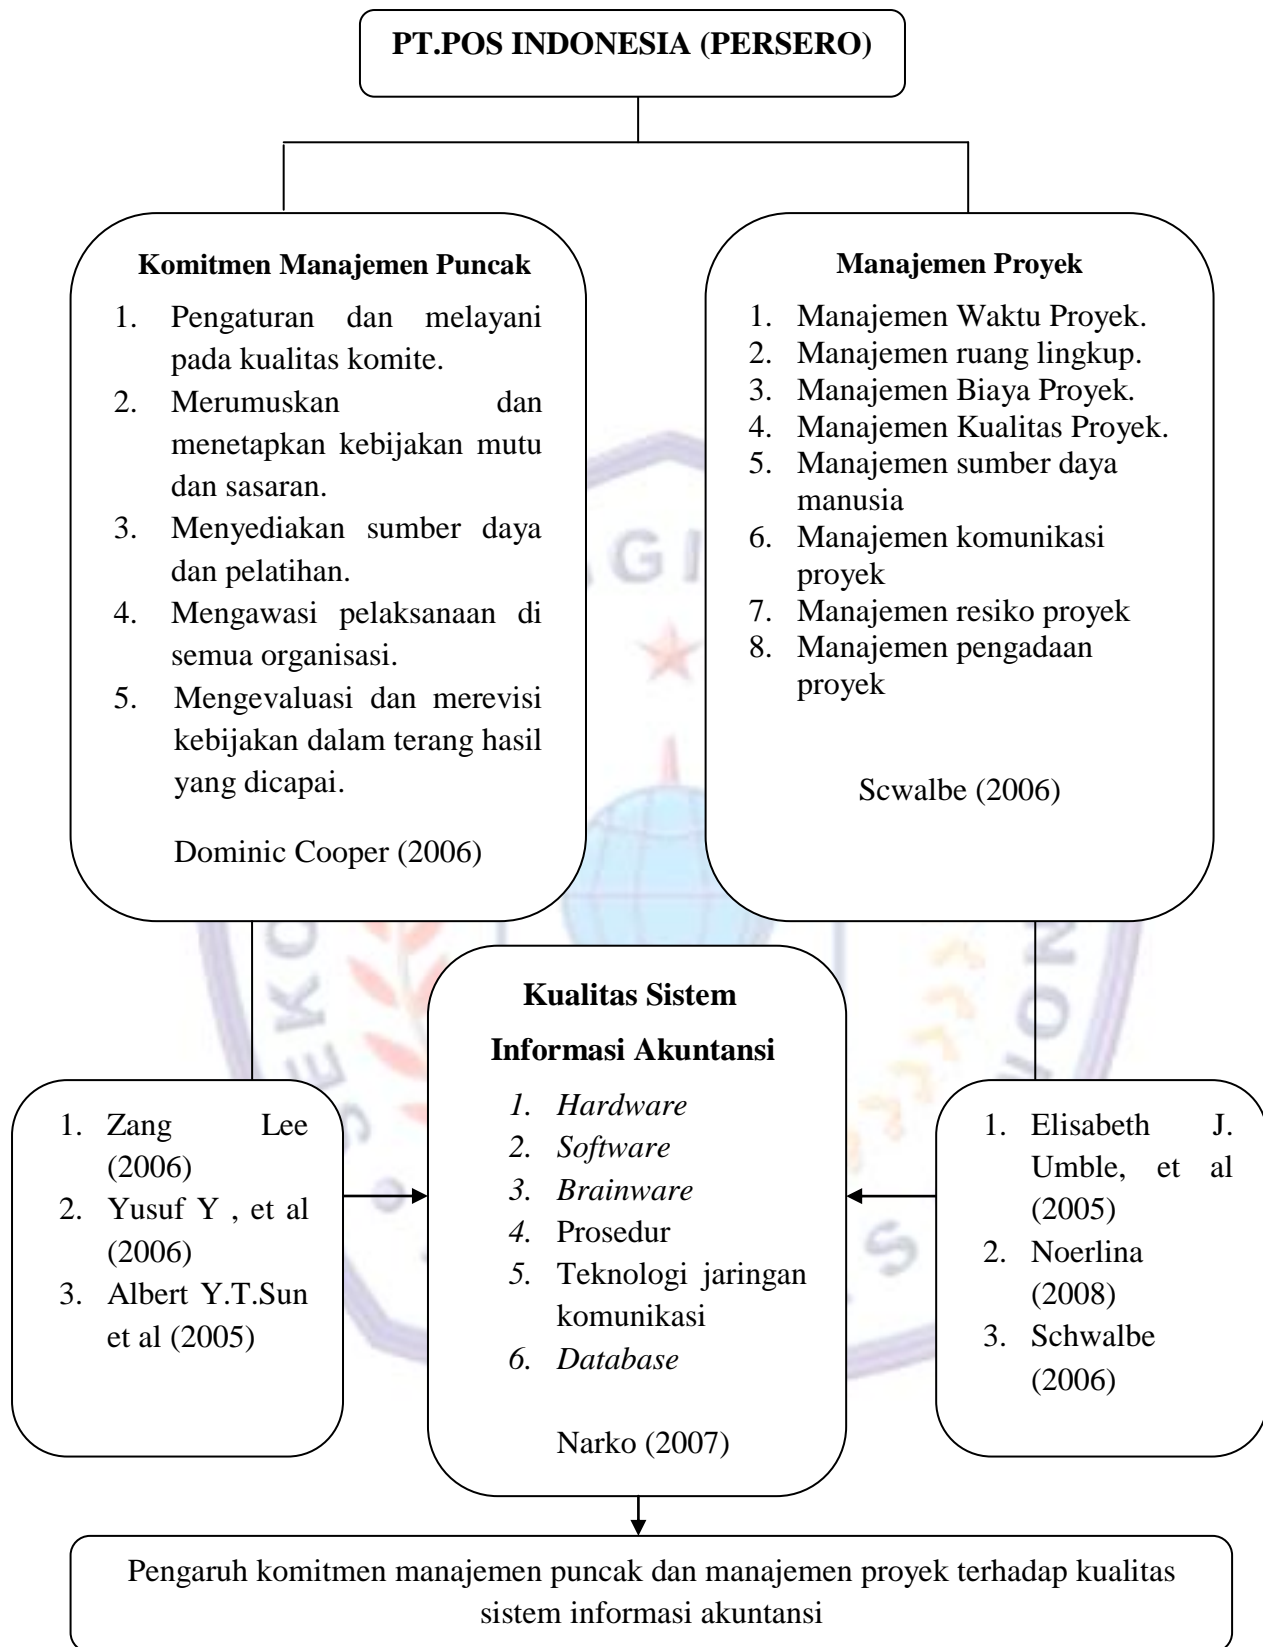 PT.POS INDONESIA (PERSERO)
Komitmen Manajemen Puncak
1. Pengaturan dan melayani
pada kualitas komite.
2. Merumuskan dan
menetapkan kebijakan mutu
dan sasaran.
3. Menyediakan sumber daya
dan pelatihan.
4. Mengawasi pelaksanaan di
semua organisasi.
5. Mengevaluasi dan merevisi
kebijakan dalam terang hasil
yang dicapai.
Dominic Cooper (2006)
Manajemen Proyek
1. Manajemen Waktu Proyek.
2. Manajemen ruang lingkup.
3. Manajemen Biaya Proyek.
4. Manajemen Kualitas Proyek.
5. Manajemen sumber daya
manusia
6. Manajemen komunikasi
proyek
7. Manajemen resiko proyek
8. Manajemen pengadaan
proyek
Scwalbe (2006)
1. Zang Lee
(2006)
2. Yusuf Y , et al
(2006)
3. Albert Y.T.Sun
et al (2005)
Kualitas Sistem
Informasi Akuntansi
1. Hardware
2. Software
3. Brainware
4. Prosedur
5. Teknologi jaringan
komunikasi
6. Database
Narko (2007)
1. Elisabeth J.
Umble, et al
(2005)
2. Noerlina
(2008)
3. Schwalbe
(2006)
Pengaruh komitmen manajemen puncak dan manajemen proyek terhadap kualitas
sistem informasi akuntansi